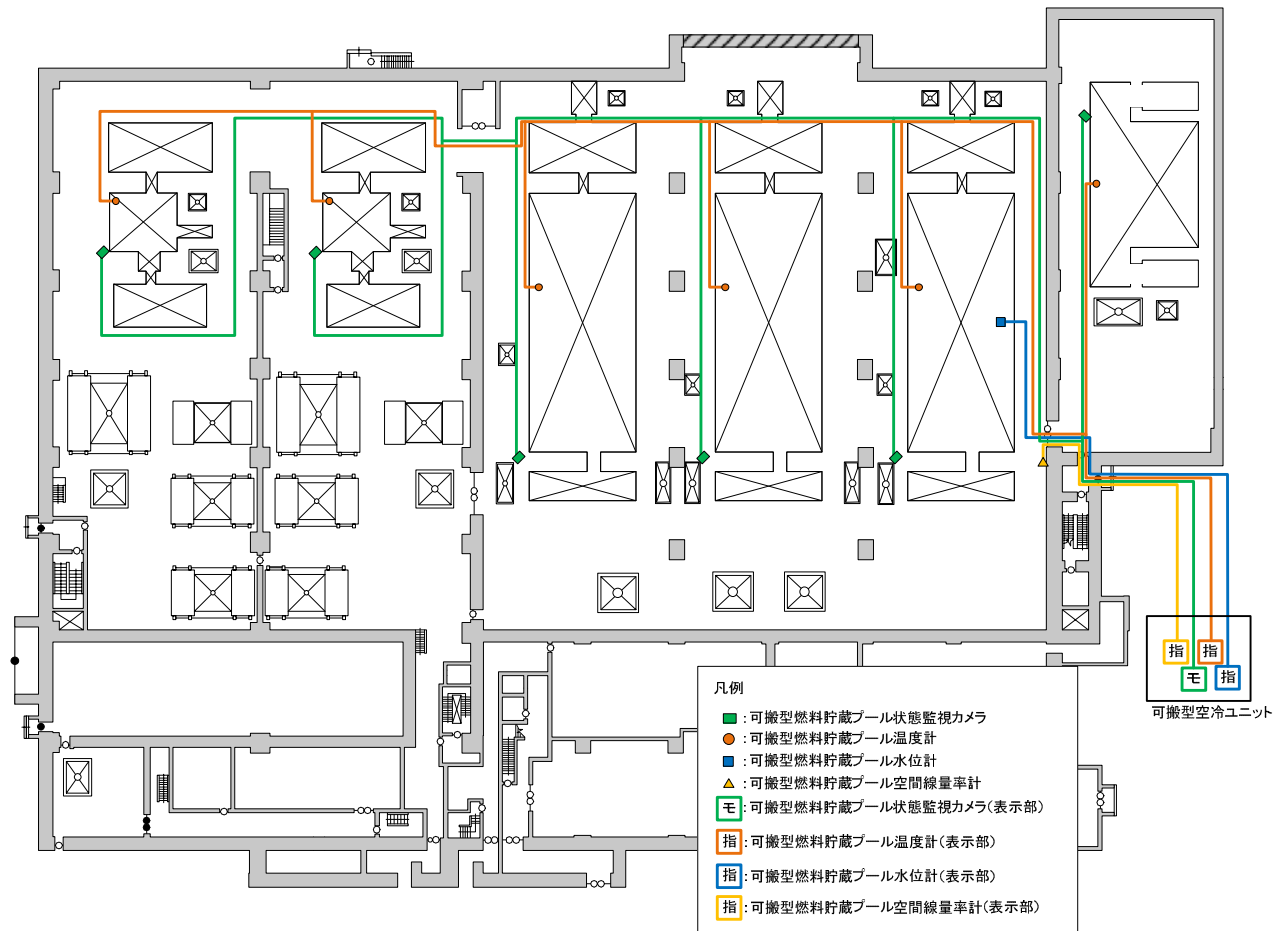 指
指
モ
指
可搬型空冷ユニット
凡例
：可搬型燃料貯蔵プール状態監視カメラ
：可搬型燃料貯蔵プール温度計
：可搬型燃料貯蔵プール水位計
：可搬型燃料貯蔵プール空間線量率計
モ：可搬型燃料貯蔵プール状態監視カメラ(表示部)
指：可搬型燃料貯蔵プール温度計(表示部)
指：可搬型燃料貯蔵プール水位計(表示部)
指：可搬型燃料貯蔵プール空間線量率計(表示部)